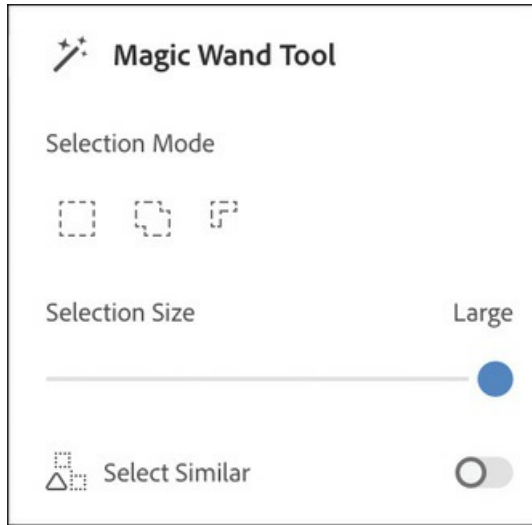 Magic Wand Tool
Selection Mode
Selection Size Large
Select Similar